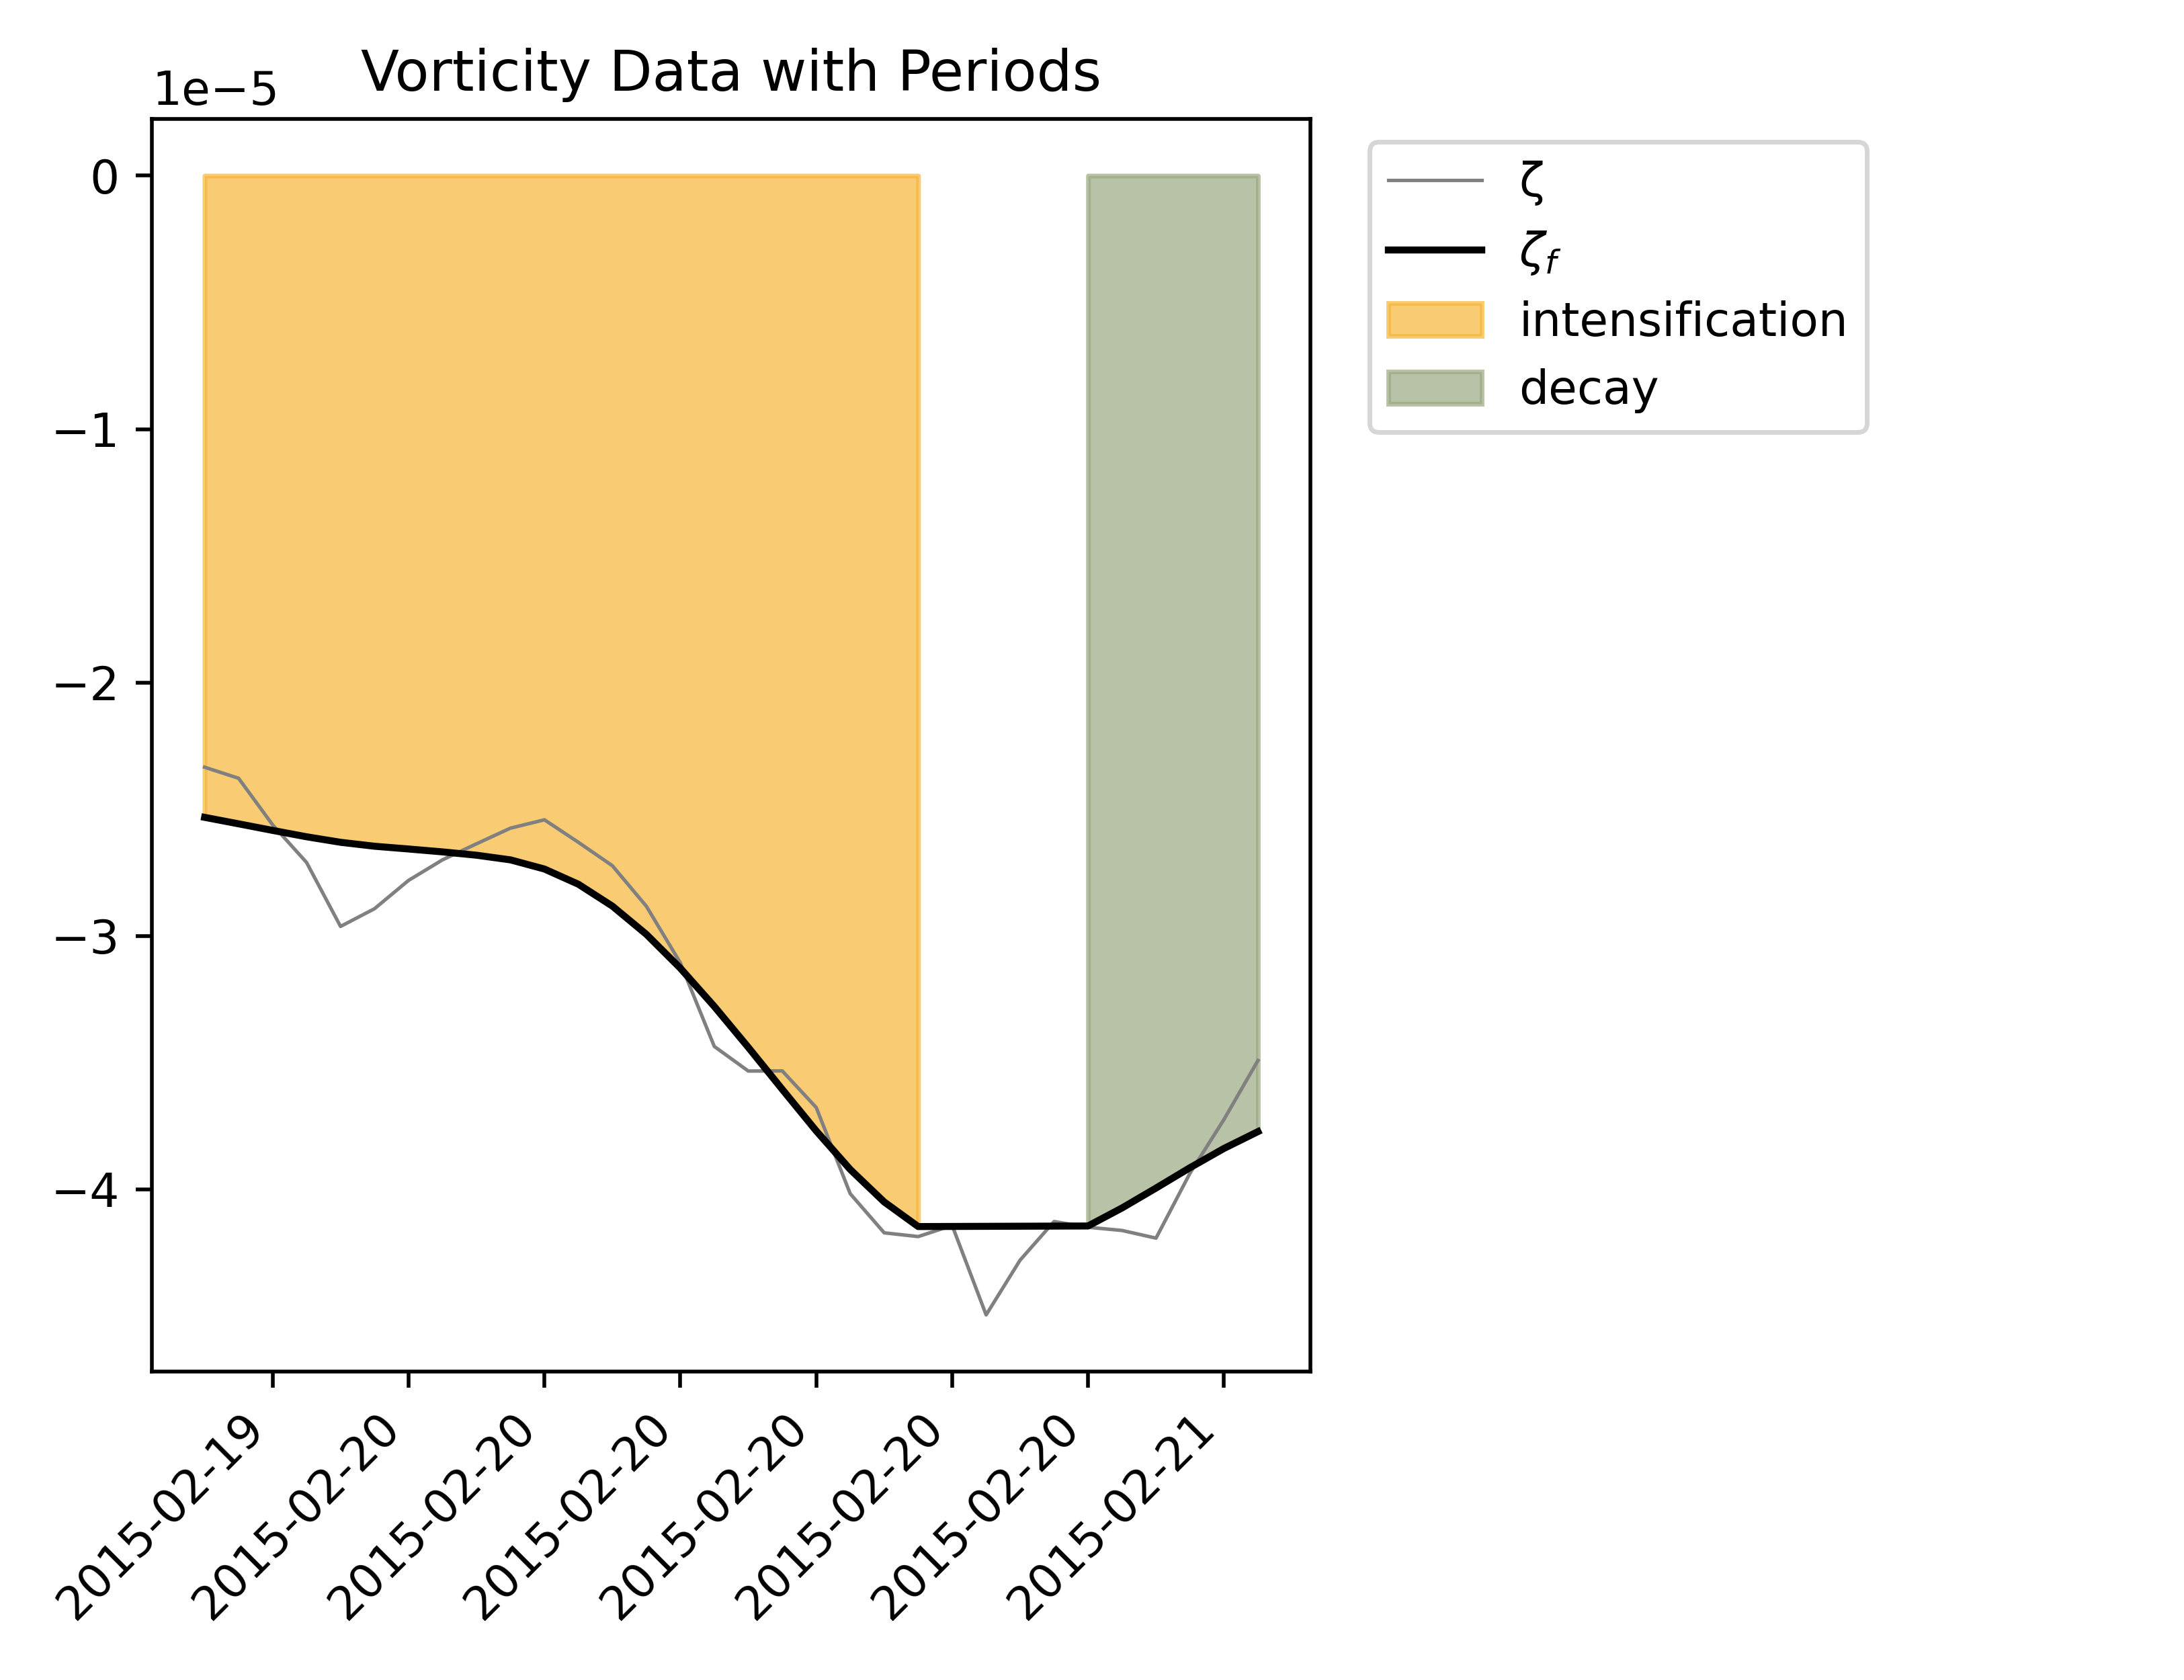 Vorticity Data with Periods
1e−5
0
−1
−2
−3
−4
2015-02-19
2015-02-20
2015-02-20
2015-02-20
2015-02-20
2015-02-20
2015-02-20
2015-02-21
ζ
ζf
intensification
decay